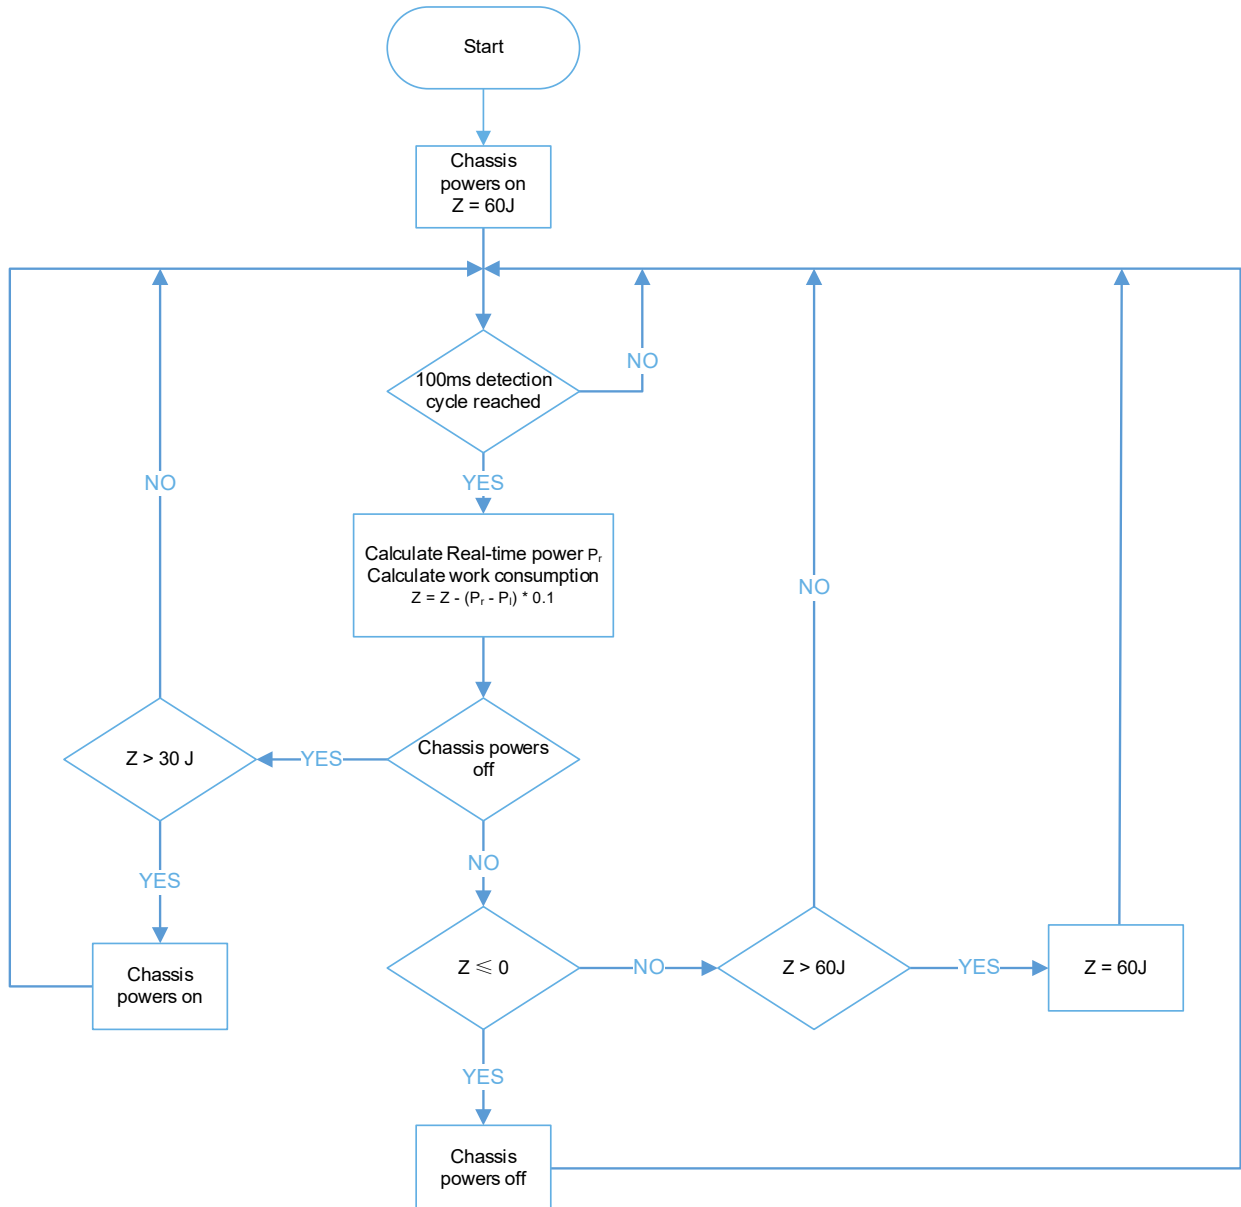 Start
Chassis
powers on
Z = 60J
100ms detection
cycle reached
NO
YES
Calculate Real-time power Pᵣ
Calculate work consumption
Z = Z - (Pᵣ - Pₗ) * 0.1
NO
NO
Chassis powers
off
YES
Z > 30 J
YES
Chassis
powers on
NO
Z ⩽ 0
NO
Z > 60J
YES
Z = 60J
YES
Chassis
powers off